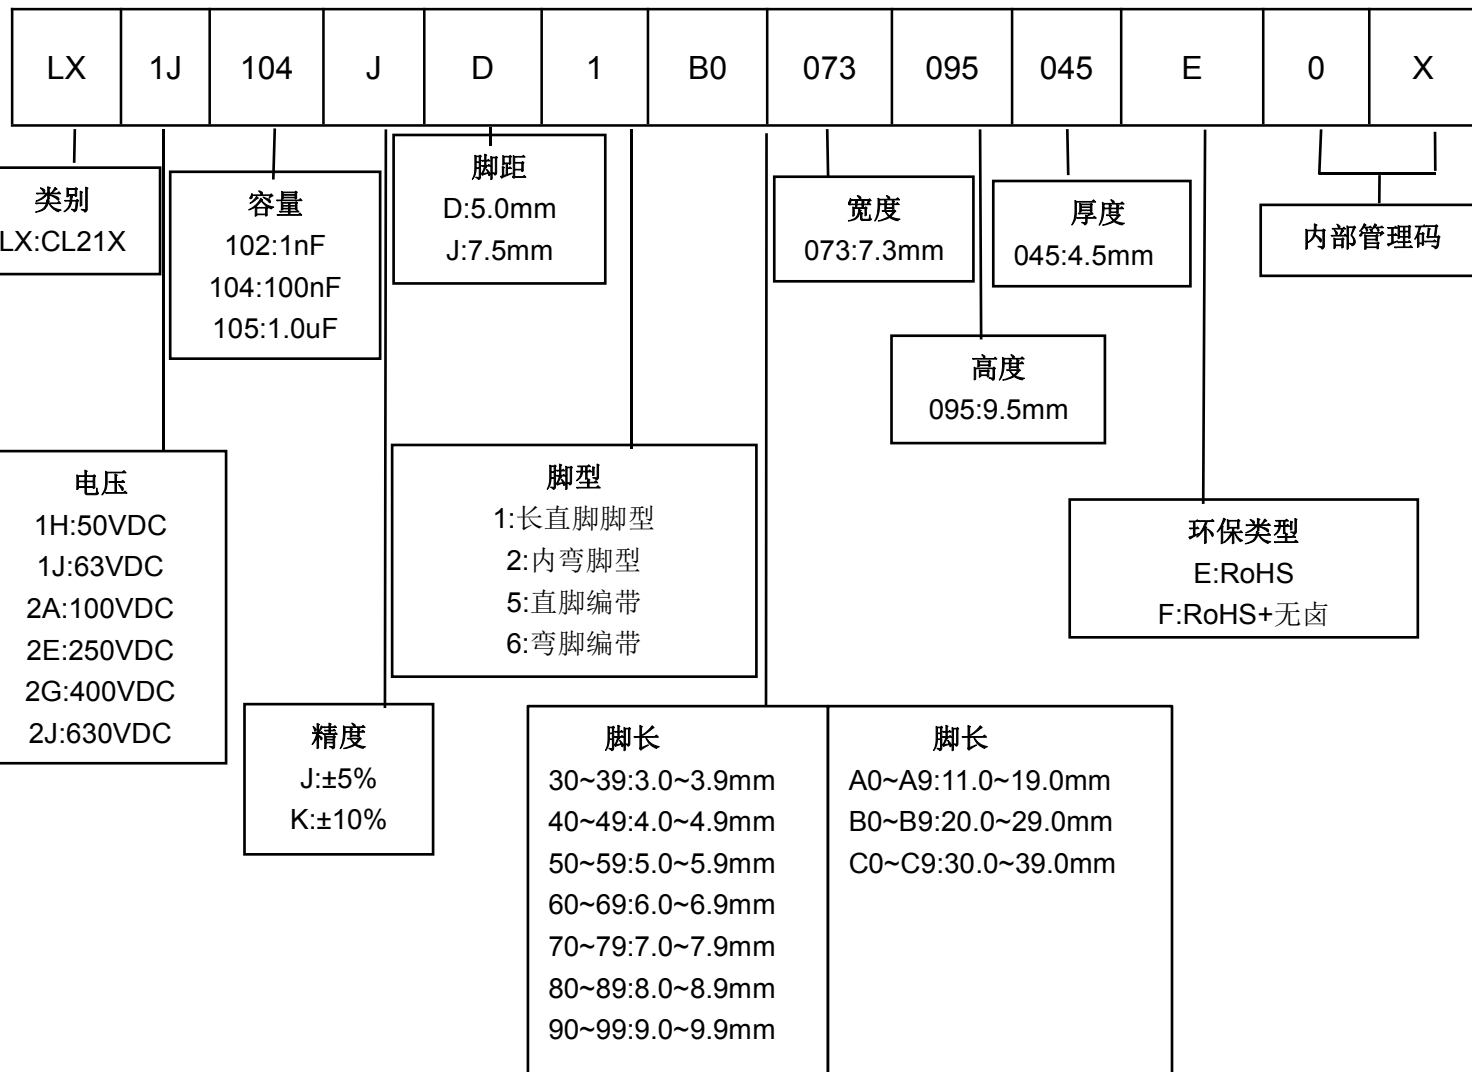 LX 1J 104 J D 1 B0 073 095 045 E 0 X
类别
LX:CL21X
容量
102:1nF
104:100nF
105:1.0uF
脚距
D:5.0mm
J:7.5mm
宽度
073:7.3mm
厚度
045:4.5mm
内部管理码
高度
095:9.5mm
电压
1H:50VDC
1J:63VDC
2A:100VDC
2E:250VDC
2G:400VDC
2J:630VDC
脚型
1:长直脚脚型
2:内弯脚型
5:直脚编带
6:弯脚编带
环保类型
E:RoHS
F:RoHS+无卤
精度
J:±5%
K:±10%
脚长
30~39:3.0~3.9mm
40~49:4.0~4.9mm
50~59:5.0~5.9mm
60~69:6.0~6.9mm
70~79:7.0~7.9mm
80~89:8.0~8.9mm
90~99:9.0~9.9mm
脚长
A0~A9:11.0~19.0mm
B0~B9:20.0~29.0mm
C0~C9:30.0~39.0mm